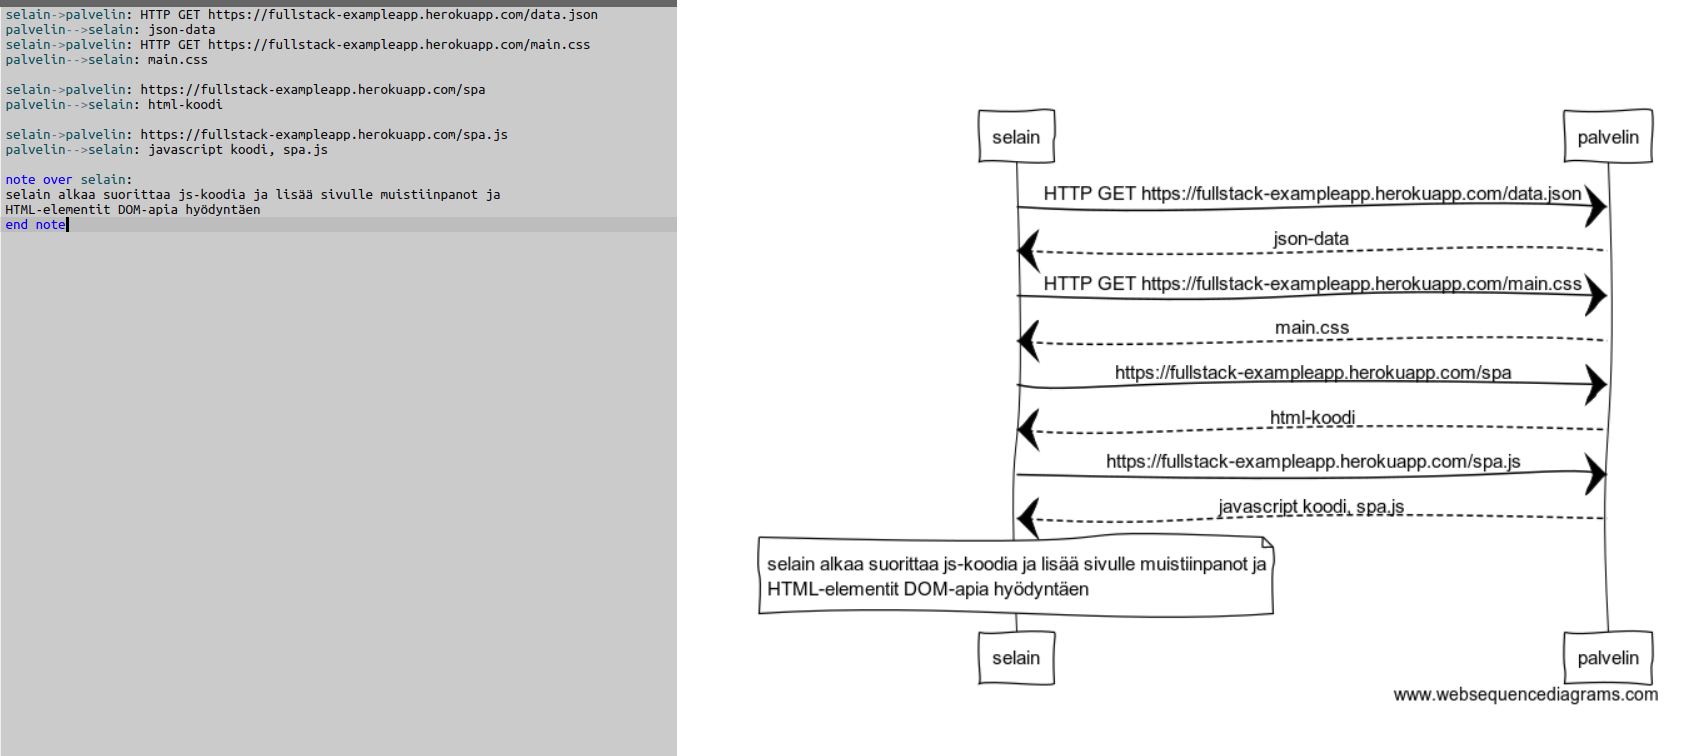 selain->palvelin: HTTP GET https://fullstack-exampleapp.herokuapp.com/data.json
palvelin-->selain: json-data
selain->palvelin: HTTP GET https://fullstack-exampleapp.herokuapp.com/main.css
palvelin-->selain: main.css
selain->palvelin: https://fullstack-exampleapp.herokuapp.com/spa
palvelin-->selain: html-koodi
selain->palvelin: https://fullstack-exampleapp.herokuapp.com/spa.js
palvelin-->selain: javascript koodi, spa.js
note over selain:
selain alkaa suorittaa js-koodia ja lisää sivulle muistiinpanot ja
HTML-elementit DOM-apia hyödyntäen
end note
selain
palvelin
HTTP GET https://fullstack-exampleapp.herokuapp.com/data.json
json-data
HTTP GET https://fullstack-exampleapp.herokuapp.com/main.css
main.css
https://fullstack-exampleapp.herokuapp.com/spa
html-koodi
https://fullstack-exampleapp.herokuapp.com/spa.js
javascript koodi, spa.js
selain alkaa suorittaa js-koodia ja lisää sivulle muistiinpanot ja
HTML-elementit DOM-apia hyödyntäen
selain
palvelin
www.websequencediagrams.com